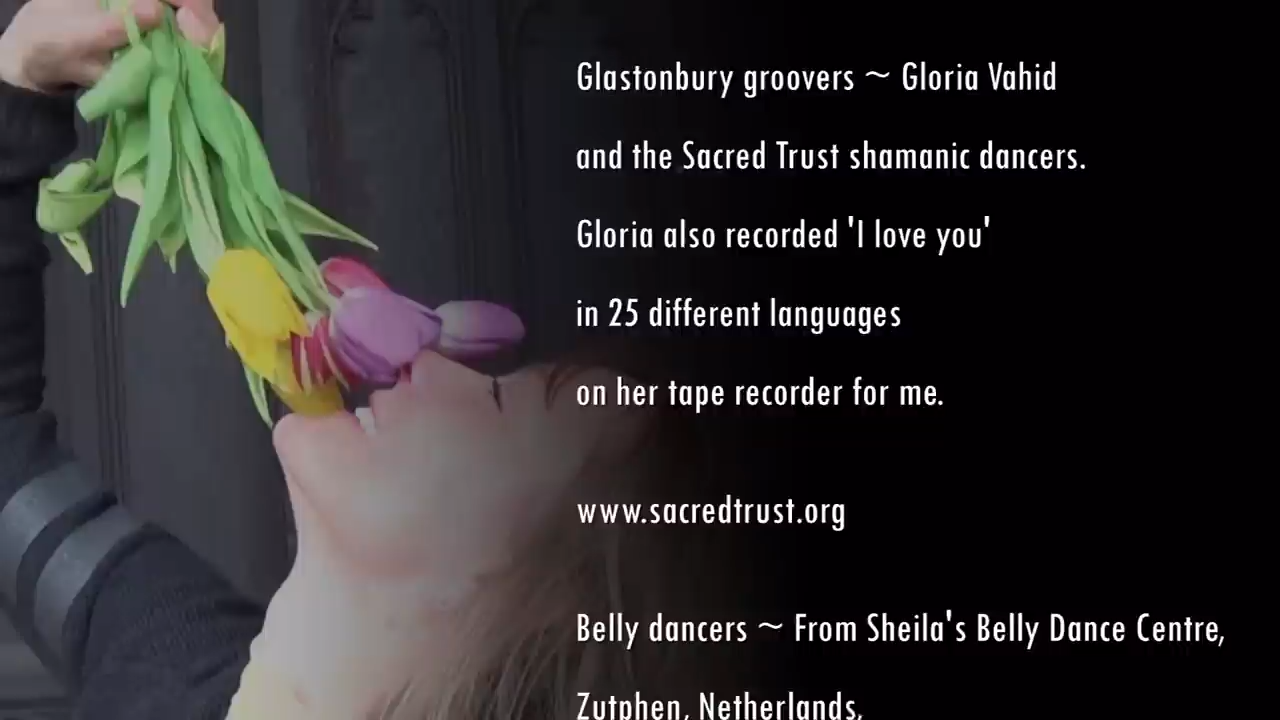 Glastonbury groovers ~ Gloria Vahid
and the Sacred Trust shamanic dancers.
Gloria also recorded 'I love you'
in 25 different languages
on her tape recorder for me.
www.sacredtrust.org
Belly dancers ~ From Sheila's Belly Dance Centre,
Zutphen, Netherlands,